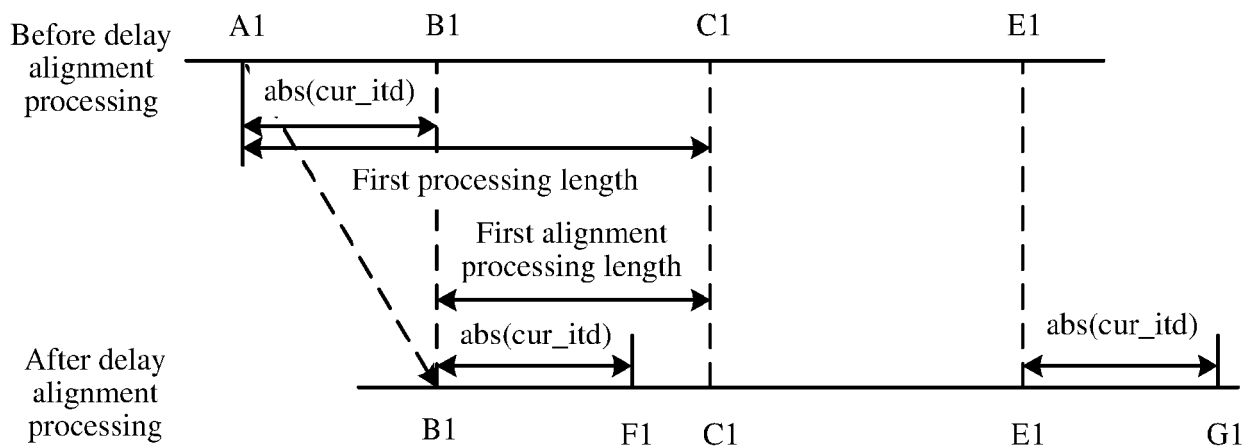 A1 B1 C1 E1
Before delay
alignment
processing
abs(cur_itd)
First processing length
First alignment
processing length
abs(cur_itd) abs(cur_itd)
After delay
alignment
processing
B1 F1 C1 E1 G1